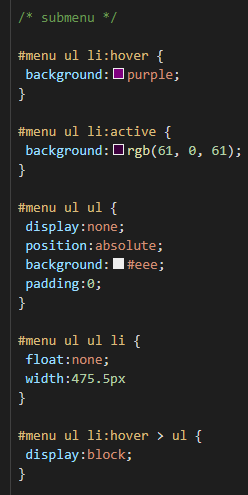 /* submenu */
#menu ul li:hover {
background:purple;
}
#menu ul li:active {
background:rgb(61, 0, 61);
}
#menu ul ul {
display:none;
position:absolute;
background:#eee;
padding:0;
}
#menu ul ul li {
float:none;
width:475.5px
}
#menu ul li:hover > ul {
display:block;
}